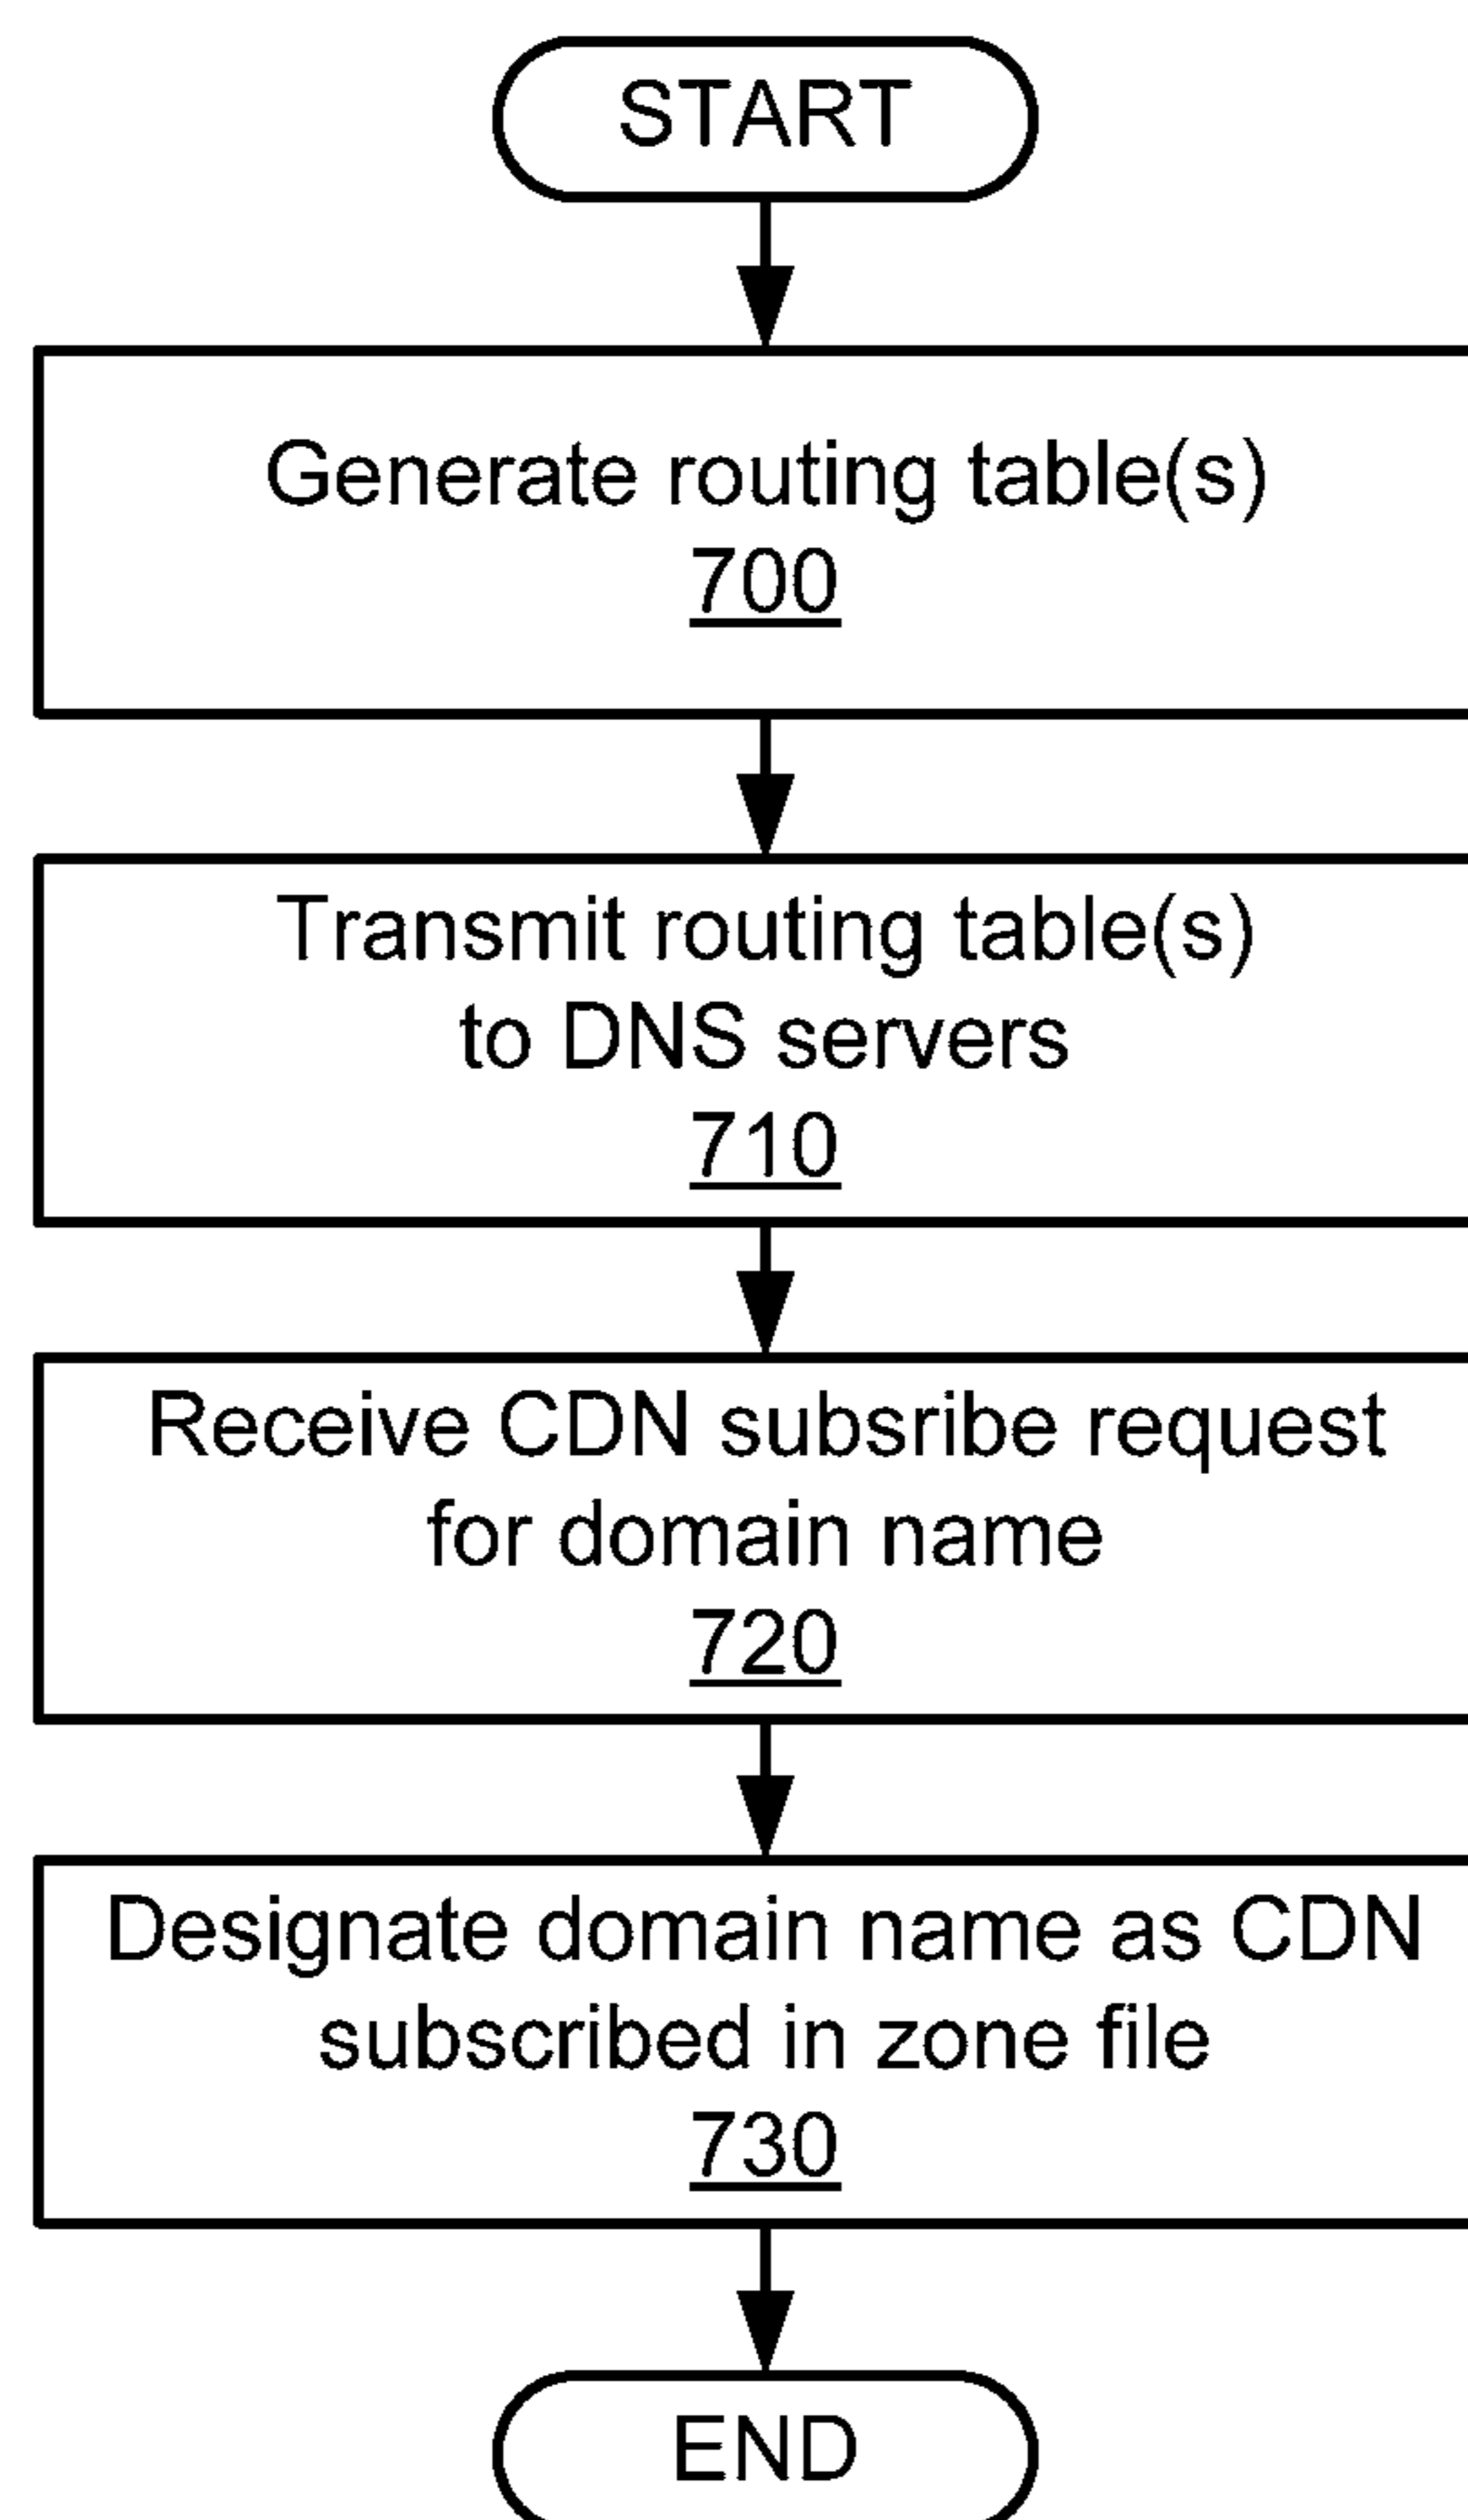 START
Generate routing table(s)
700
Transmit routing table(s)
to DNS servers
710
Receive CDN subsribe request
for domain name
720
Designate domain name as CDN
subscribed in zone file
730
END